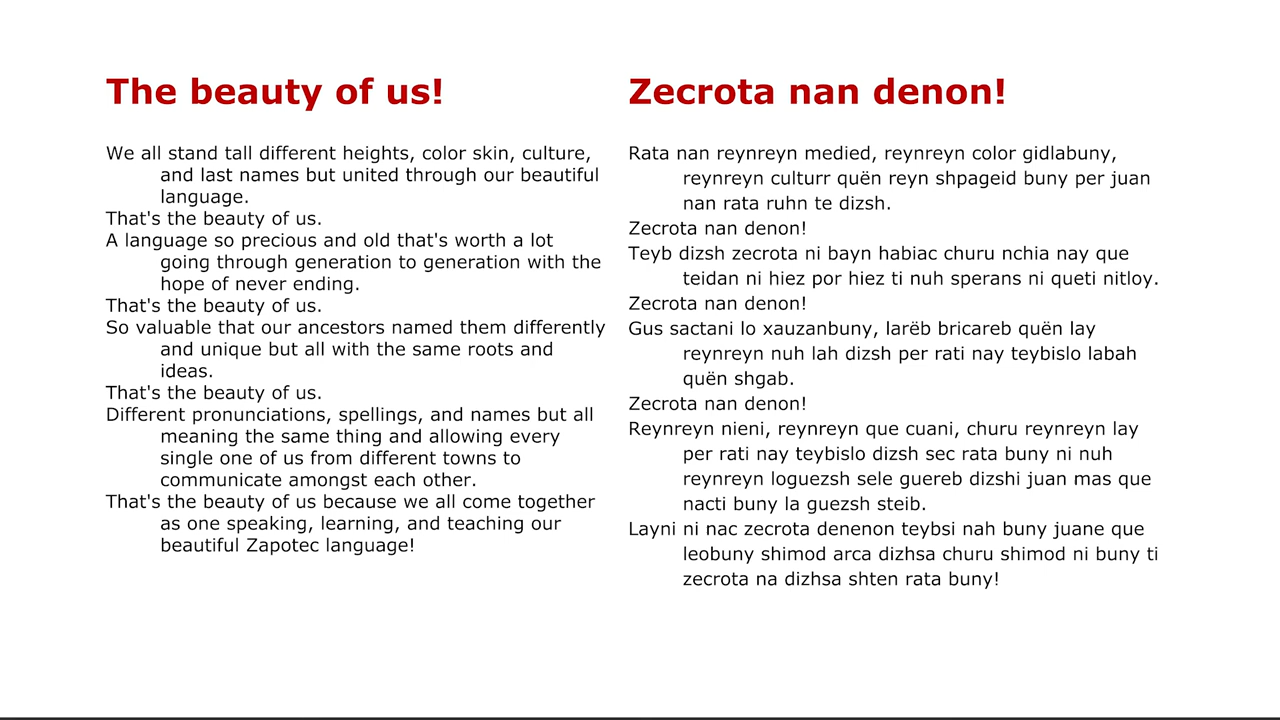 The beauty of us!
We all stand tall different heights, color skin, culture,
and last names but united through our beautiful
language.
That's the beauty of us.
A language so precious and old that's worth a lot
going through generation to generation with the
hope of never ending.
That's the beauty of us.
So valuable that our ancestors named them differently
and unique but all with the same roots and
ideas.
That's the beauty of us.
Different pronunciations, spellings, and names but all
meaning the same thing and allowing every
single one of us from different towns to
communicate amongst each other.
That's the beauty of us because we all come together
as one speaking, learning, and teaching our
beautiful Zapotec language!
Zecrota nan denon!
Rata nan reynreyn medied, reynreyn color gidlabuny,
reynreyn culturr quën reyn shpageid buny per juan
nan rata ruhn te dizsh.
Zecrota nan denon!
Teyb dizsh zecrota ni bayn habiac churu nchia nay que
teidan ni hiez por hiez ti nuh sperans ni queti nitloy.
Zecrota nan denon!
Gus sactani lo xauzanbuny, larëb bricareb quën lay
reynreyn nuh lah dizsh per rati nay teybislo labah
quën shgab.
Zecrota nan denon!
Reynreyn nieni, reynreyn que cuani, churu reynreyn lay
per rati nay teybislo dizsh sec rata buny ni nuh
reynreyn loguezsh sele guereb dizshi juan mas que
nacti buny la guezsh steib.
Layni ni nac zecrota denenon teybsi nah buny juane que
leobuny shimod arca dizhsa churu shimod ni buny ti
zecrota na dizhsa shten rata buny!